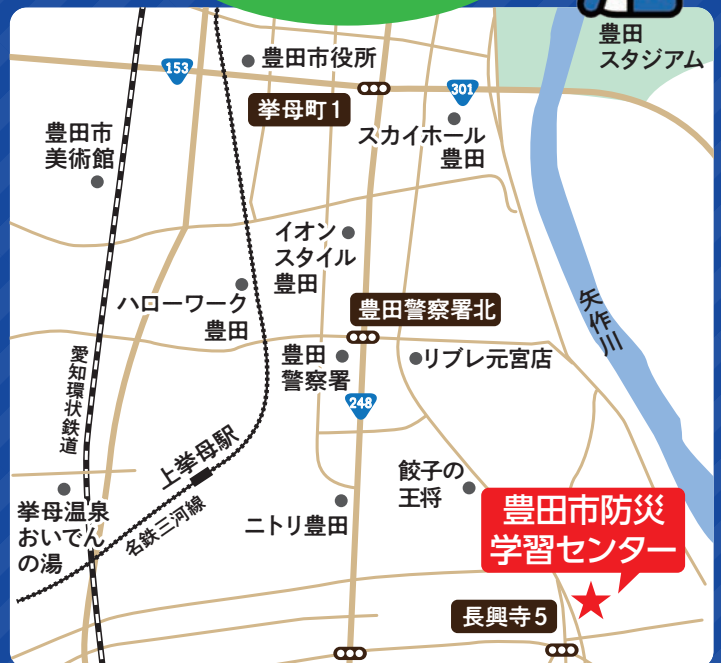 豊田
スタジアム
153
豊田市役所
301
挙母町1
スカイホール
豊田
豊田市
美術館
イオン
スタイル
豊田
ハローワーク
豊田
豊田警察署北
矢作川
愛知環状鉄道
豊田
警察署
リブレ元宮店
248
上挙母駅
名鉄三河線
餃子の
王将
挙母温泉
おいでん
の湯
ニトリ豊田
豊田市防災
学習センター
長興寺5